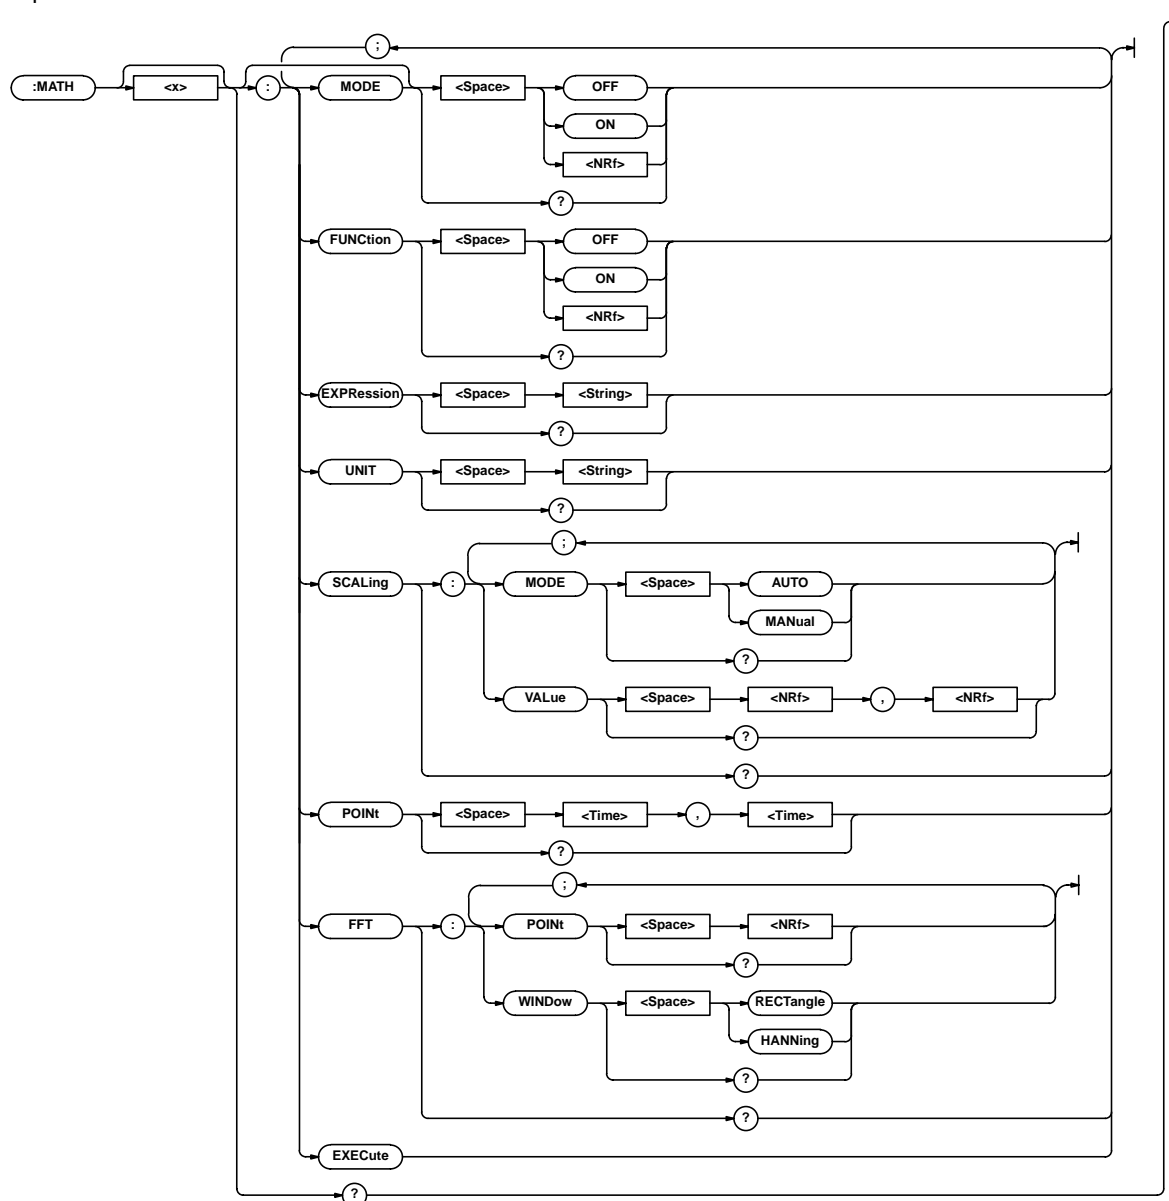 ;
:MATH <x> : MODE <Space> OFF
ON
<NRf>
?
FUNCtion <Space> OFF
ON
<NRf>
?
EXPRession <Space> <String>
?
UNIT <Space> <String>
?
;
SCALing : MODE <Space> AUTO
MANual
?
VALue <Space> <NRf> , <NRf>
?
?
POINt <Space> <Time> , <Time>
?
;
FFT : POINt <Space> <NRf>
?
WINDow <Space> RECTangle
HANNing
?
?
EXECute
?